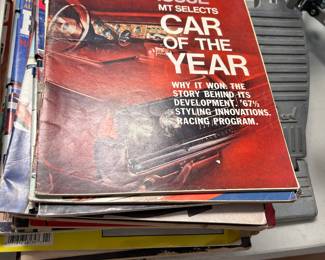 ISSUE
MT SELECTS
CAR
OF THE
YEAR
WHY IT WON. THE
STORY BEHIND ITS
DEVELOPMENT. '67½
STYLING INNOVATIONS.
RACING PROGRAM.